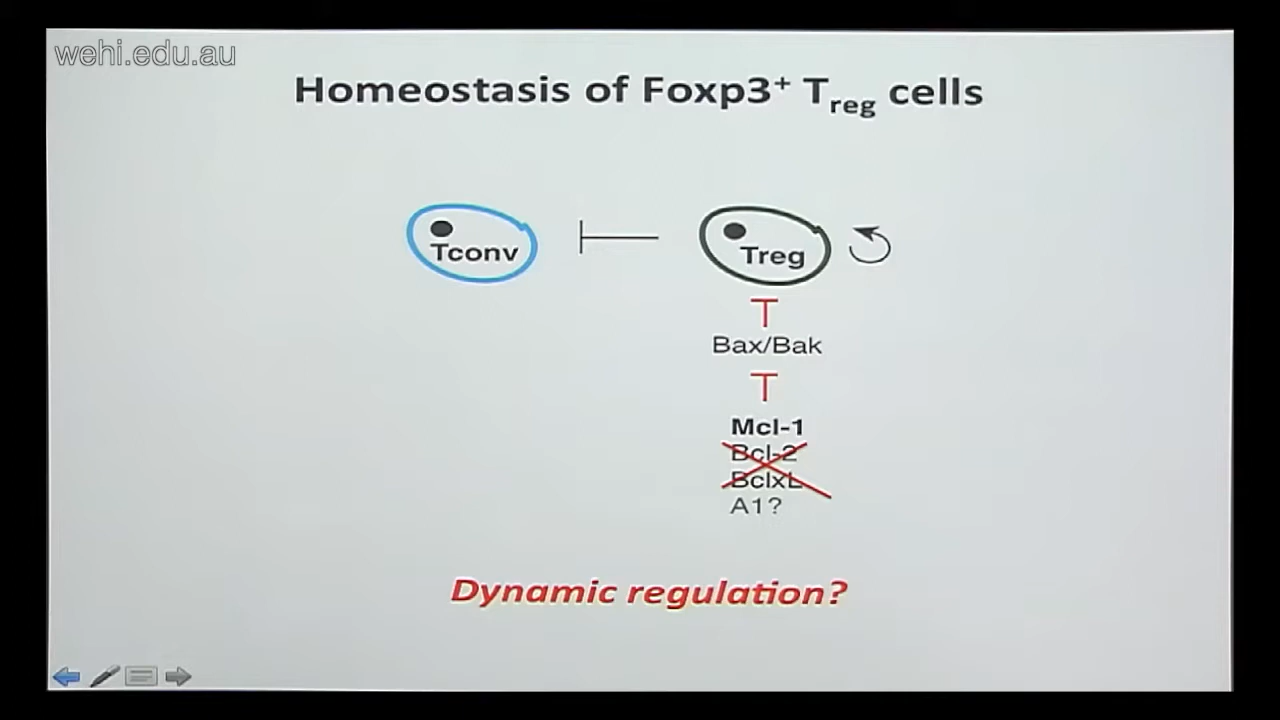 wehi.edu.au
Homeostasis of Foxp3⁺ Treg cells
Tconv
Treg
Bax/Bak
Mcl-1
Bcl-2
BclxL
A1?
Dynamic regulation?